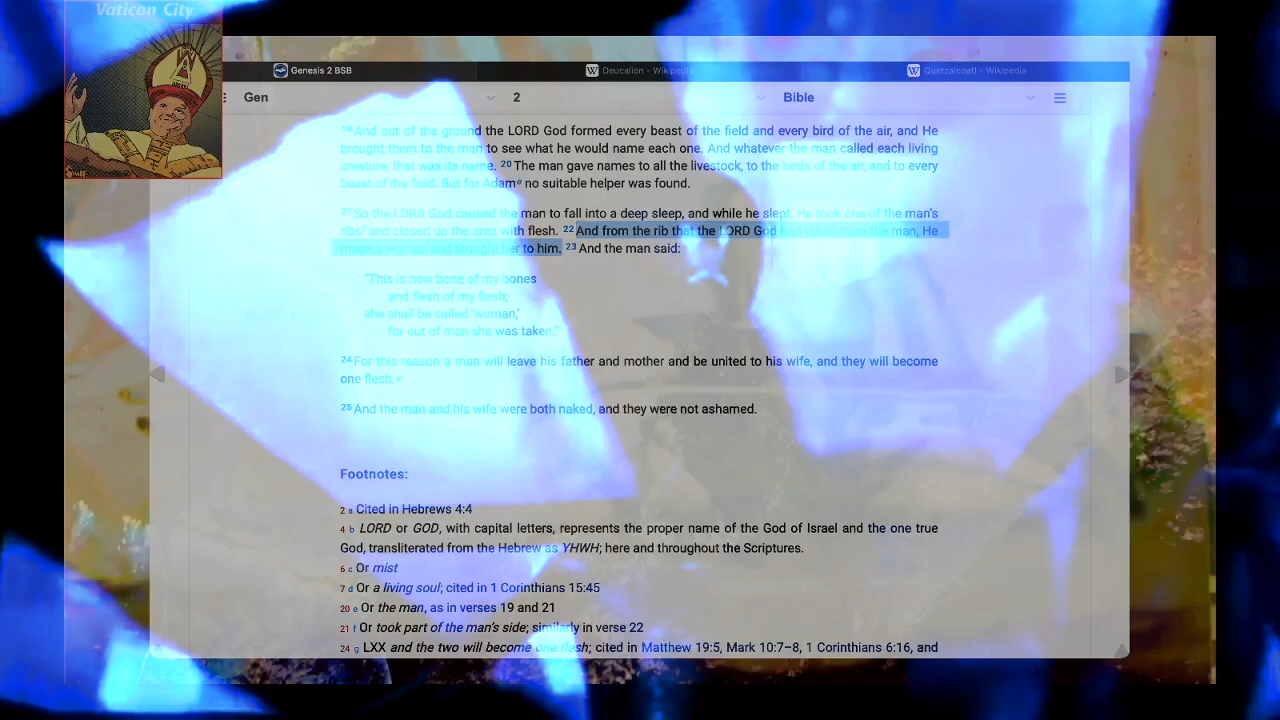 Vatican City
Genesis 2 BSB
Deucalion - Wikipedia
Quetzalcoatl - Wikipedia
Gen
2
Bible
19 And out of the ground the LORD God formed every beast of the field and every bird of the air, and He
brought them to the man to see what he would name each one. And whatever the man called each living
creature, that was its name. 20 The man gave names to all the livestock, to the birds of the air, and to every
beast of the field. But for Adam e no suitable helper was found.
21 So the LORD God caused the man to fall into a deep sleep, and while he slept, He took one of the man’s
ribs f and closed up the area with flesh. 22 And from the rib that the LORD God had taken from the man, He
made a woman and brought her to him. 23 And the man said:
“This is now bone of my bones
and flesh of my flesh;
she shall be called ‘woman,’
for out of man she was taken.”
24 For this reason a man will leave his father and mother and be united to his wife, and they will become
one flesh. g
25 And the man and his wife were both naked, and they were not ashamed.
Footnotes:
2 a Cited in Hebrews 4:4
4 b LORD or GOD, with capital letters, represents the proper name of the God of Israel and the one true
God, transliterated from the Hebrew as YHWH; here and throughout the Scriptures.
6 c Or mist
7 d Or a living soul; cited in 1 Corinthians 15:45
20 e Or the man, as in verses 19 and 21
21 f Or took part of the man’s side; similarly in verse 22
24 g LXX and the two will become one flesh; cited in Matthew 19:5, Mark 10:7–8, 1 Corinthians 6:16, and